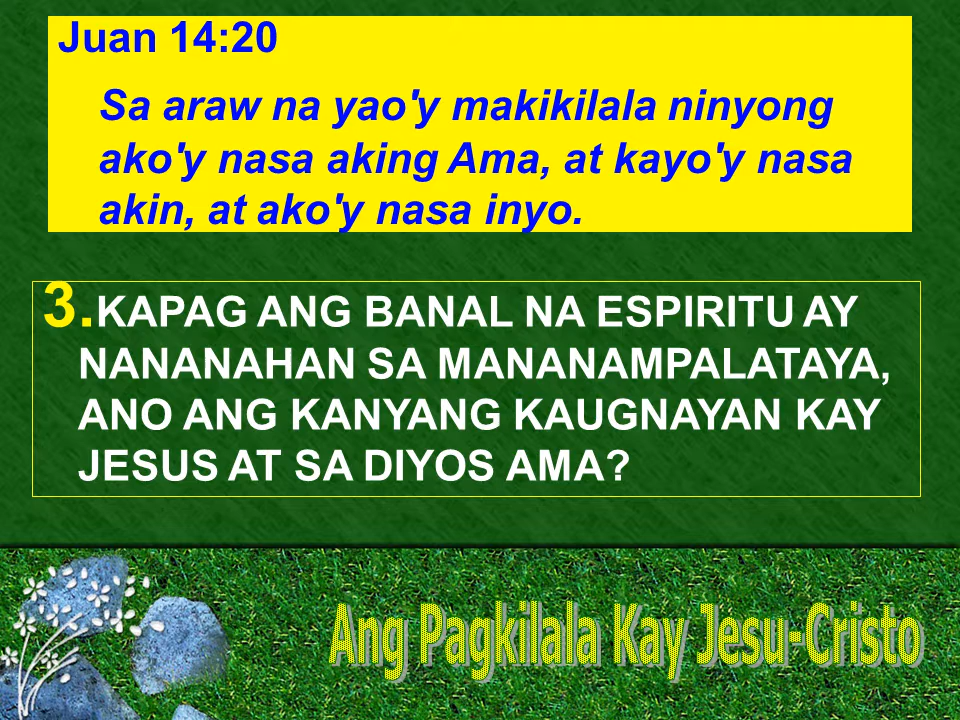 Juan 14:20
Sa araw na yao'y makikilala ninyong
ako'y nasa aking Ama, at kayo'y nasa
akin, at ako'y nasa inyo.
3.KAPAG ANG BANAL NA ESPIRITU AY
NANANAHAN SA MANANAMPALATAYA,
ANO ANG KANYANG KAUGNAYAN KAY
JESUS AT SA DIYOS AMA?
Ang Pagkilala Kay Jesu-Cristo